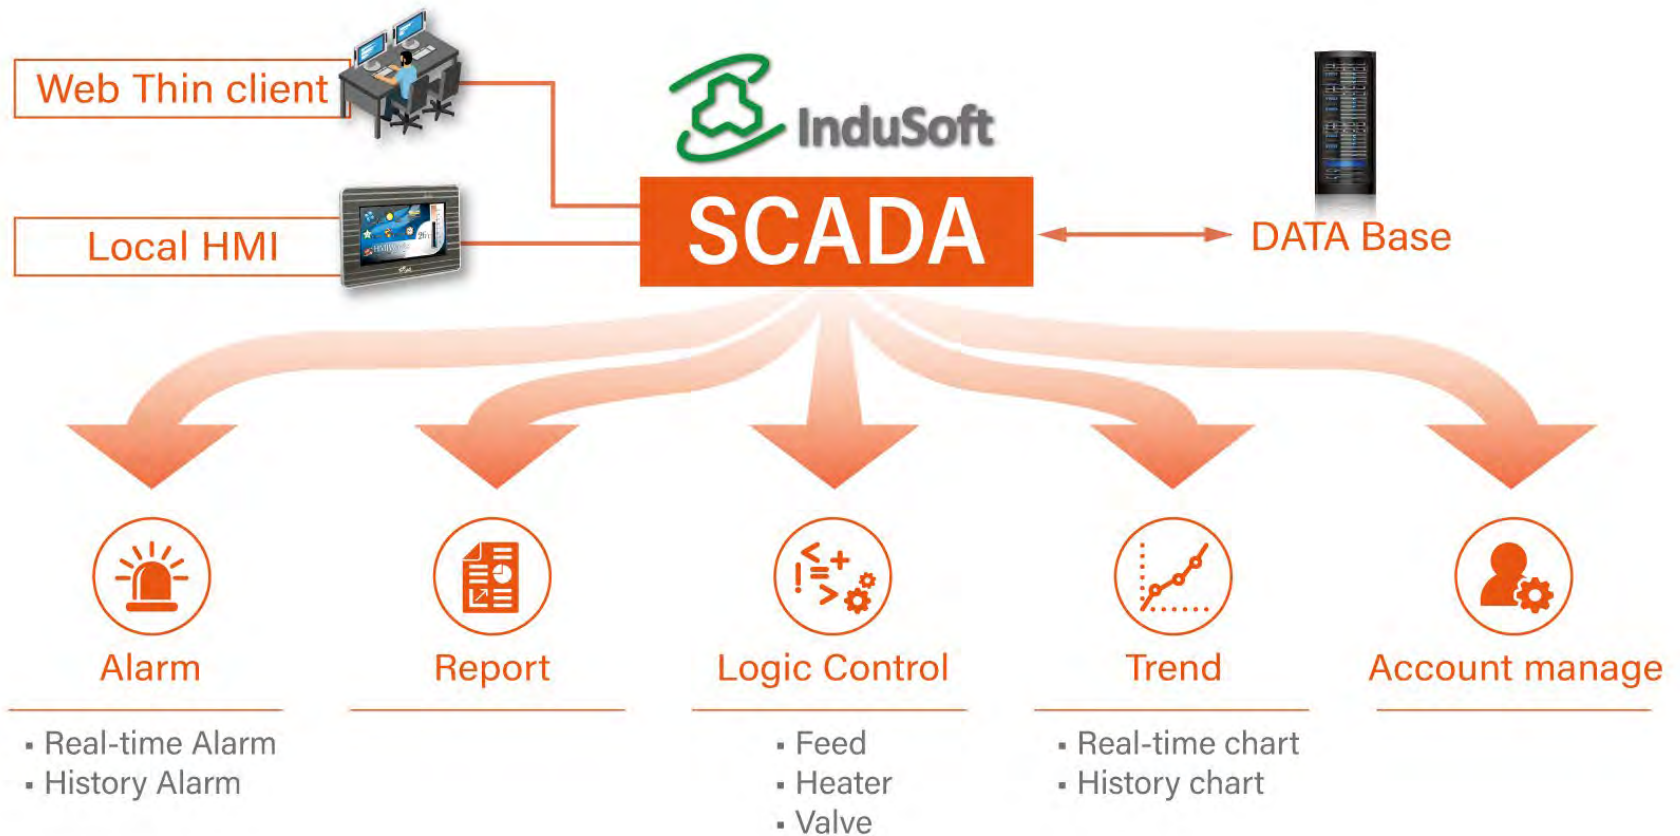 Web Thin client
InduSoft
Local HMI
SCADA
DATA Base
Alarm
Report
Logic Control
Trend
Account manage
▪ Real-time Alarm
▪ History Alarm
▪ Feed
▪ Heater
▪ Valve
▪ Real-time chart
▪ History chart